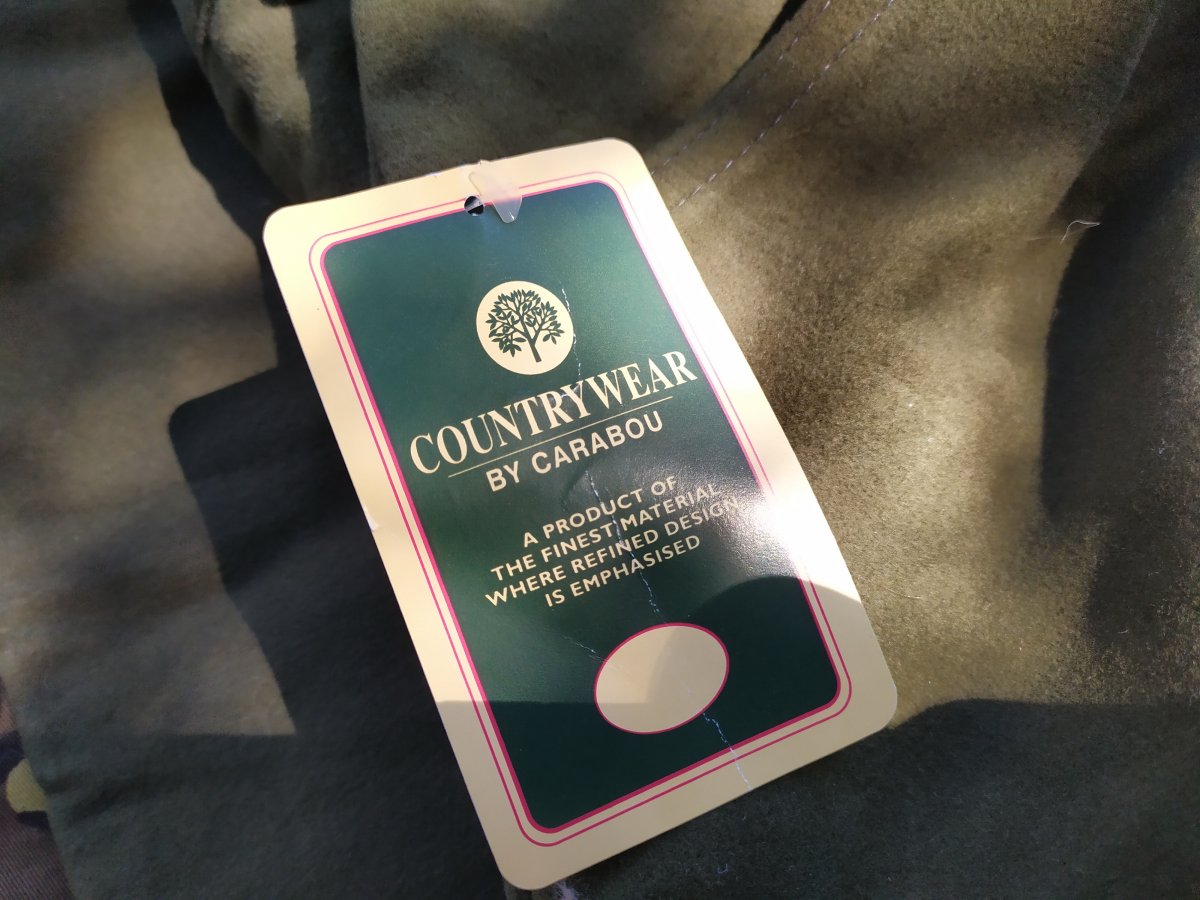 COUNTRYWEAR
BY CARABOU
A PRODUCT OF
THE FINEST MATERIAL
WHERE REFINED DESIGN
IS EMPHASISED